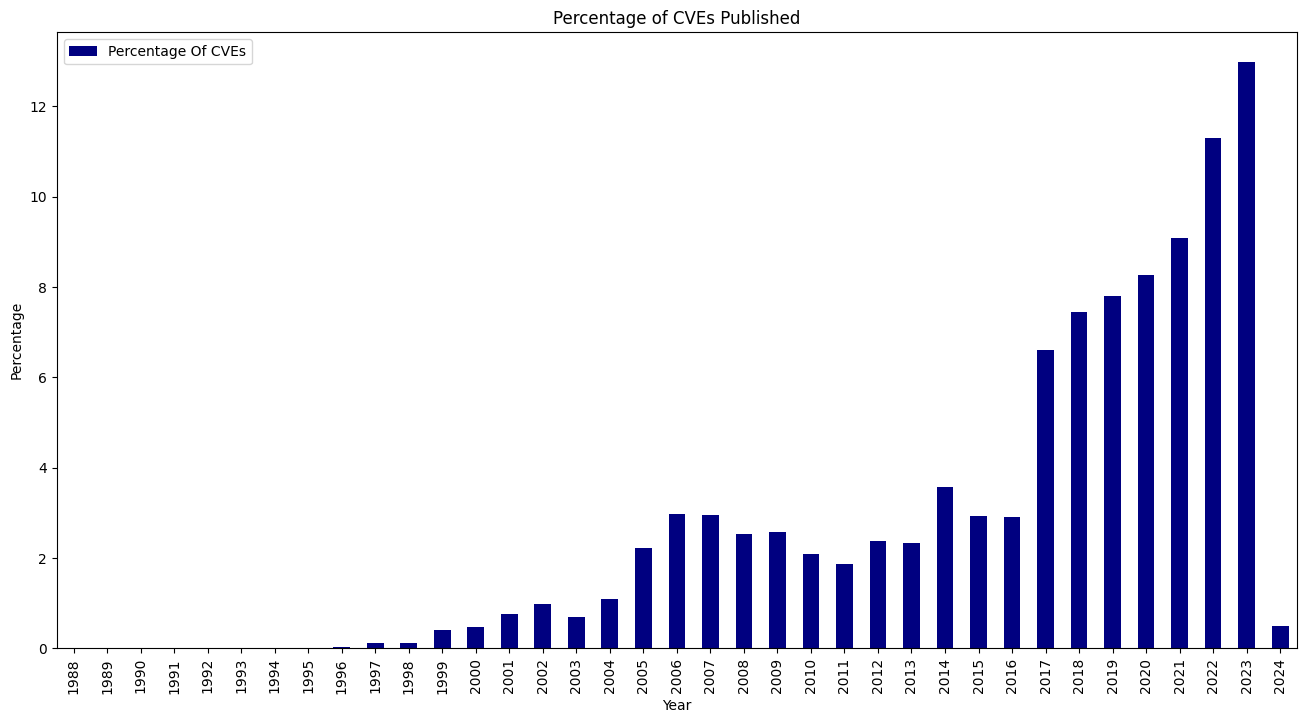 Percentage of CVEs Published
Percentage Of CVEs
12
10
8
6
4
2
0
Percentage
1988 1989 1990 1991 1992 1993 1994 1995 1996 1997 1998 1999 2000 2001 2002 2003 2004 2005 2006 2007 2008 2009 2010 2011 2012 2013 2014 2015 2016 2017 2018 2019 2020 2021 2022 2023 2024
Year